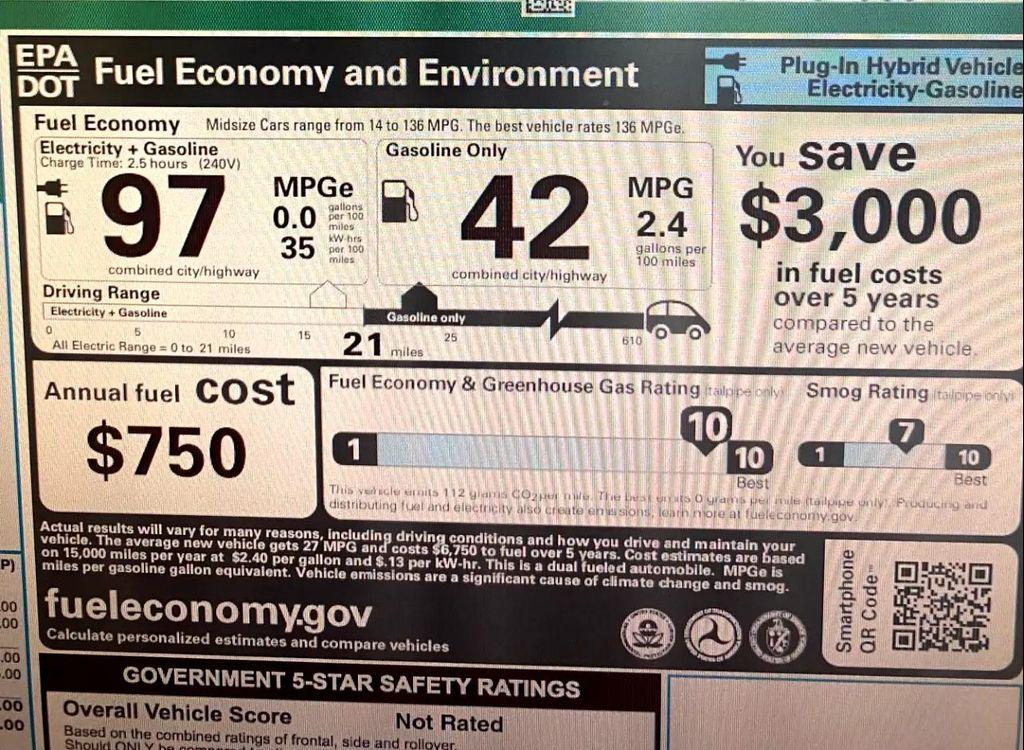 EPA
DOT
Fuel Economy and Environment
Plug-In Hybrid Vehicle
Electricity-Gasoline
Fuel Economy
Midsize Cars range from 14 to 136 MPG. The best vehicle rates 136 MPGe.
Electricity + Gasoline
Charge Time: 2.5 hours (240V)
97
MPGe
0.0
gallons
per 100
miles
35
kW-hrs
per 100
miles
combined city/highway
Gasoline Only
42
MPG
2.4
gallons per
100 miles
combined city/highway
You save
$3,000
in fuel costs
over 5 years
compared to the
average new vehicle.
Driving Range
Electricity + Gasoline
Gasoline only
0 5 10 15 21 miles 25 610
All Electric Range = 0 to 21 miles
Annual fuel cost
$750
Fuel Economy & Greenhouse Gas Rating (tailpipe only)
1
10
10
Best
Smog Rating (tailpipe only)
1
7
10
Best
This vehicle emits 112 grams CO2 per mile. The best emits 0 grams per mile (tailpipe only). Producing and
distributing fuel and electricity also create emissions; learn more at fueleconomy.gov.
Actual results will vary for many reasons, including driving conditions and how you drive and maintain your
vehicle. The average new vehicle gets 27 MPG and costs $6,750 to fuel over 5 years. Cost estimates are based
on 15,000 miles per year at $2.40 per gallon and $.13 per kW-hr. This is a dual fueled automobile. MPGe is
miles per gasoline gallon equivalent. Vehicle emissions are a significant cause of climate change and smog.
fueleconomy.gov
Calculate personalized estimates and compare vehicles
Smartphone
QR Code™
P)
.00
.00
.00
.00
.00
.00
GOVERNMENT 5-STAR SAFETY RATINGS
Overall Vehicle Score
Not Rated
Based on the combined ratings of frontal, side and rollover.
Should ONLY be